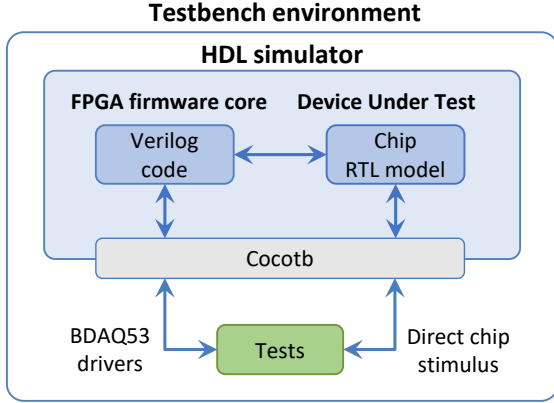 Testbench environment
HDL simulator
FPGA firmware core
Device Under Test
Verilog
code
Chip
RTL model
Cocotb
BDAQ53
drivers
Tests
Direct chip
stimulus